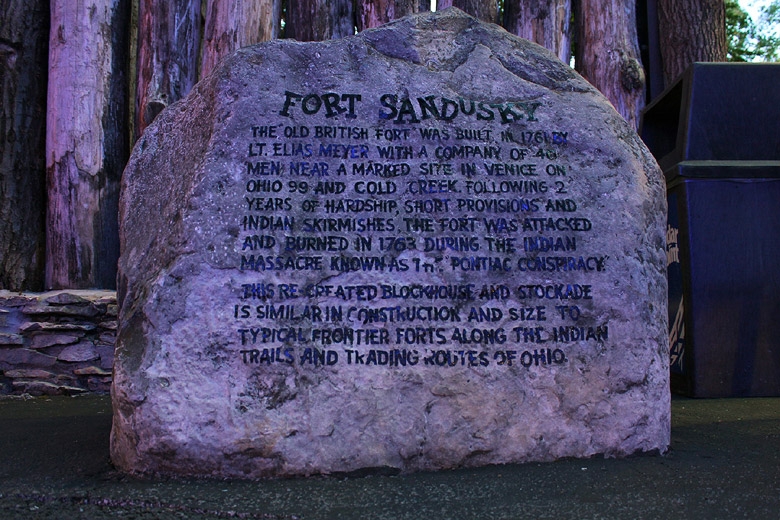 FORT SANDUSKY
THE OLD BRITISH FORT WAS BUILT IN 1761 BY
LT. ELIAS MEYER WITH A COMPANY OF 40
MEN NEAR A MARKED SITE IN VENICE ON
OHIO 99 AND COLD CREEK. FOLLOWING 2
YEARS OF HARDSHIP, SHORT PROVISIONS AND
INDIAN SKIRMISHES, THE FORT WAS ATTACKED
AND BURNED IN 1763 DURING THE INDIAN
MASSACRE KNOWN AS THE "PONTIAC CONSPIRACY."
THIS RE-CREATED BLOCKHOUSE AND STOCKADE
IS SIMILAR IN CONSTRUCTION AND SIZE TO
TYPICAL FRONTIER FORTS ALONG THE INDIAN
TRAILS AND TRADING ROUTES OF OHIO.